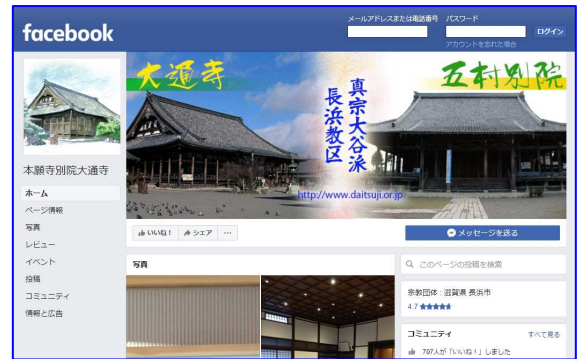 facebook
メールアドレスまたは電話番号
パスワード
ログイン
アカウントを忘れた場合
大通寺
真宗大谷派
長浜教区
五村別院
http://www.daitsuji.or.jp
本願寺別院大通寺
ホーム
ページ情報
写真
レビュー
イベント
投稿
コミュニティ
情報と広告
いいね!
シェア
メッセージを送る
写真
このページの投稿を検索
宗教団体 : 滋賀県 長浜市
4.7 ★★★★★
コミュニティ
すべて見る
707人が「いいね!」しました